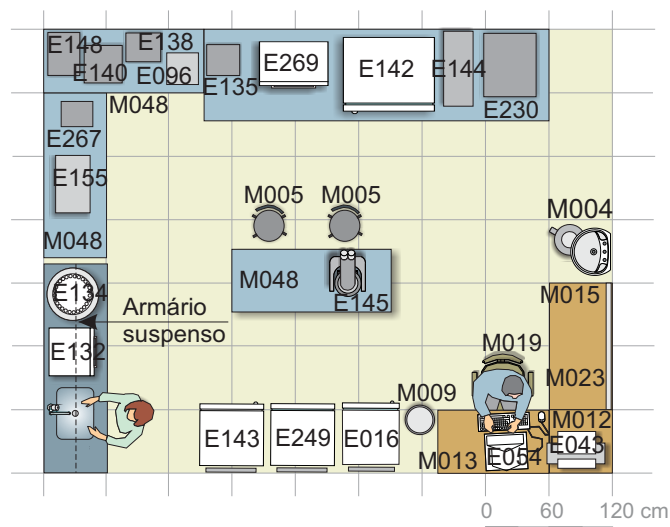 E148
E138
E140
E096
M048
E135
E269
E142
E144
E230
E267
E155
M048
M005
M005
M004
M048
E145
M015
E134
Armário
suspenso
E132
M019
M023
M009
M012
E143
E249
E016
M013
E054
E043
0 60 120 cm